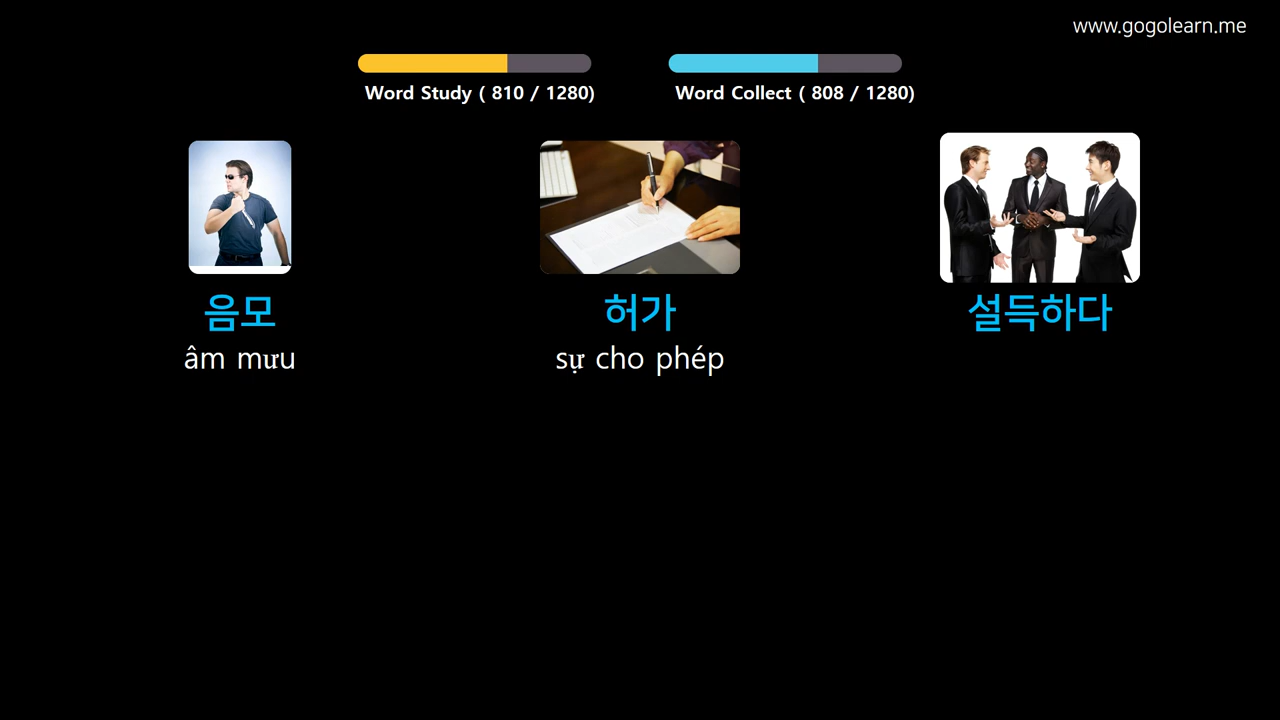 www.gogolearn.me
Word Study ( 810 / 1280)
Word Collect ( 808 / 1280)
음모
허가
설득하다
âm mưu
sự cho phép